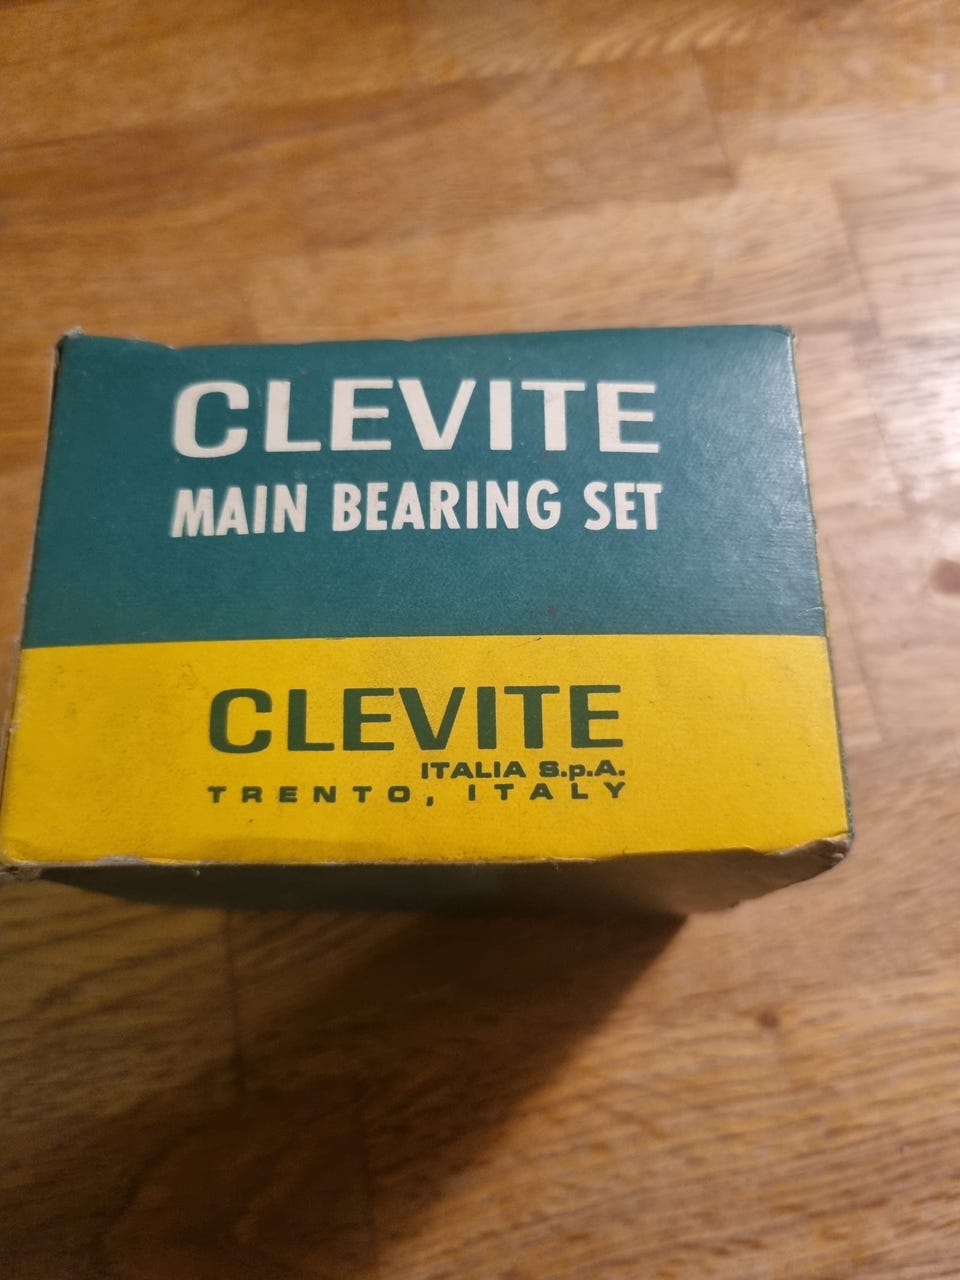 CLEVITE
MAIN BEARING SET
CLEVITE
ITALIA S.p.A.
TRENTO, ITALY